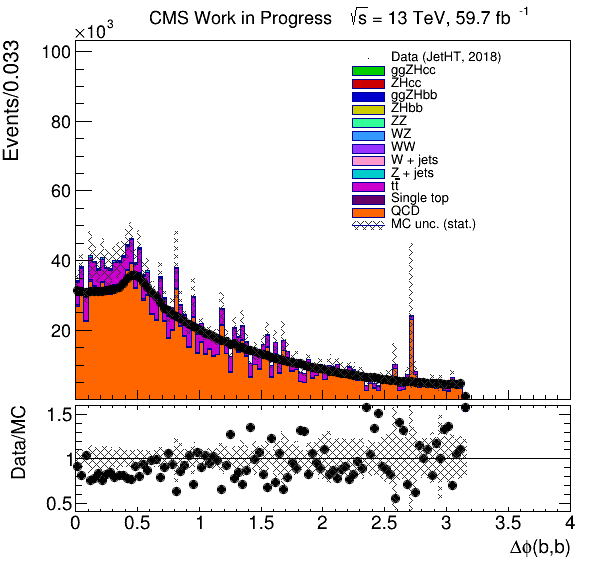 CMS Work in Progress √s = 13 TeV, 59.7 fb⁻¹
×10³
Events/0.033
100
80
60
40
20
Data (JetHT, 2018)
ggZHcc
ZHcc
ggZHbb
ZHbb
ZZ
WZ
WW
W + jets
Z + jets
tt̅
Single top
QCD
MC unc. (stat.)
Data/MC
1.5
1
0.5
0 0.5 1 1.5 2 2.5 3 3.5 4
Δϕ(b,b)